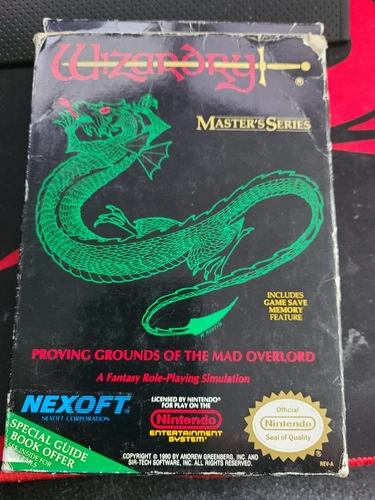 Wizardry
®
MASTER'S SERIES
INCLUDES
GAME SAVE
MEMORY
FEATURE
PROVING GROUNDS OF THE MAD OVERLORD
A Fantasy Role-Playing Simulation
NEXOFT
NEXOFT CORPORATION
LICENSED BY NINTENDO®
FOR PLAY ON THE
Nintendo
ENTERTAINMENT
SYSTEM®
Official
Nintendo
Seal of Quality
SPECIAL GUIDE
BOOK OFFER
INSIDE FOR
COPYRIGHT © 1990 BY ANDREW GREENBERG, INC. AND
SIR-TECH SOFTWARE, INC. ALL RIGHTS RESERVED.
REV-A